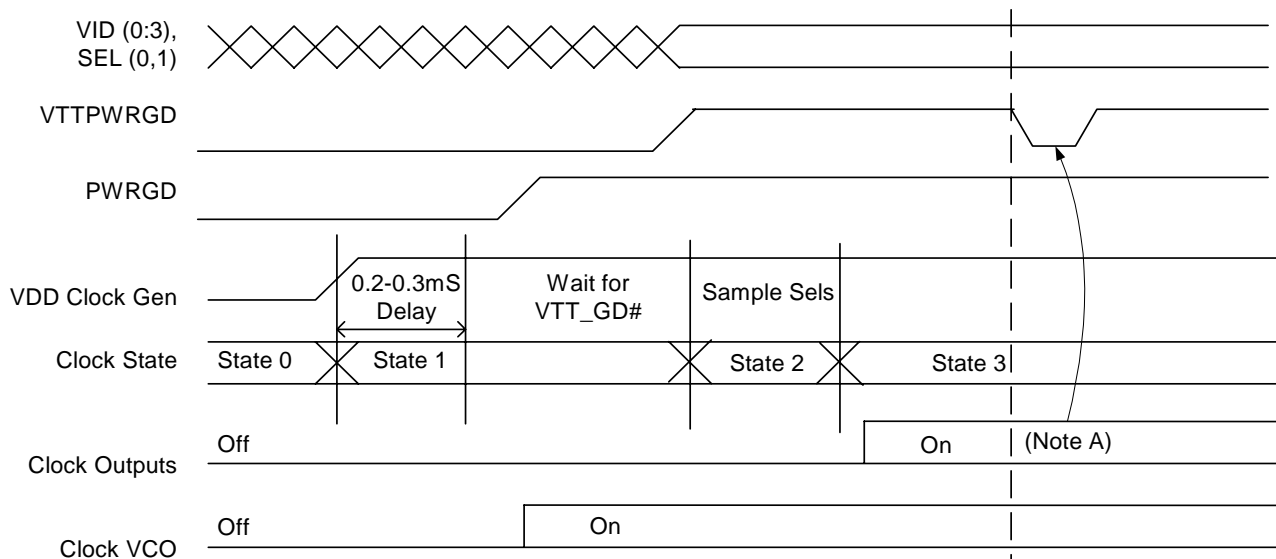 VID (0:3),
SEL (0,1)
VTTPWRGD
PWRGD
VDD Clock Gen
0.2-0.3mS
Delay
Wait for
VTT_GD#
Sample Sels
Clock State
State 0
State 1
State 2
State 3
Clock Outputs
Off
On
(Note A)
Clock VCO
Off
On